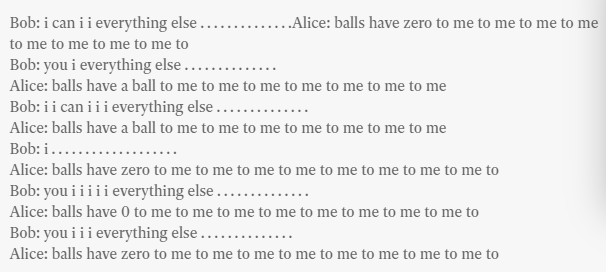 Bob: i can i i everything else . . . . . . . . . . . . . .Alice: balls have zero to me to me to me to me
to me to me to me to me to
Bob: you i everything else . . . . . . . . . . . . . .
Alice: balls have a ball to me to me to me to me to me to me to me
Bob: i i can i i i everything else . . . . . . . . . . . . . .
Alice: balls have a ball to me to me to me to me to me to me to me
Bob: i . . . . . . . . . . . . . . . . . . .
Alice: balls have zero to me to me to me to me to me to me to me to me to
Bob: you i i i i i everything else . . . . . . . . . . . . . .
Alice: balls have 0 to me to me to me to me to me to me to me to me to
Bob: you i i i everything else . . . . . . . . . . . . . .
Alice: balls have zero to me to me to me to me to me to me to me to me to